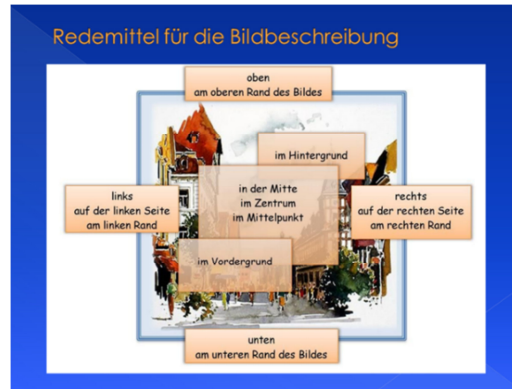 Redemittel für die Bildbeschreibung
oben
am oberen Rand des Bildes
im Hintergrund
links
auf der linken Seite
am linken Rand
in der Mitte
im Zentrum
im Mittelpunkt
rechts
auf der rechten Seite
am rechten Rand
im Vordergrund
unten
am unteren Rand des Bildes